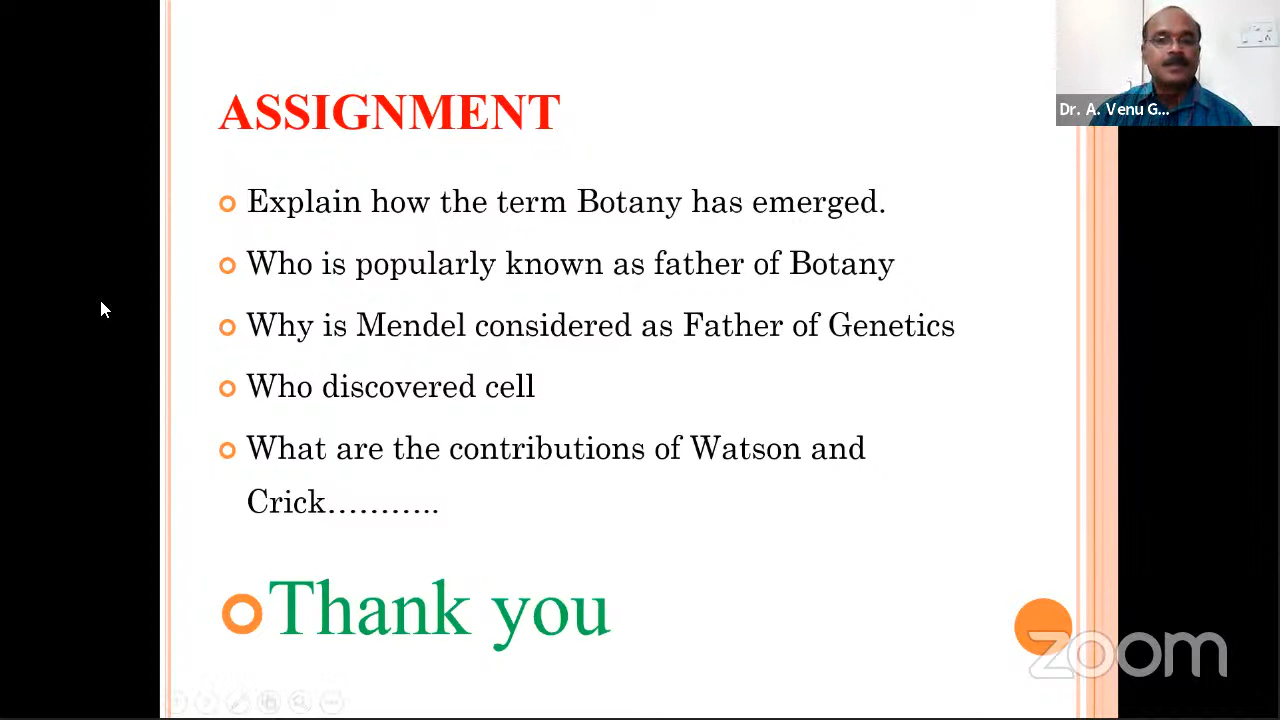 Dr. A. Venu G...
ASSIGNMENT
Explain how the term Botany has emerged.
Who is popularly known as father of Botany
Why is Mendel considered as Father of Genetics
Who discovered cell
What are the contributions of Watson and
Crick………..
Thank you
zoom